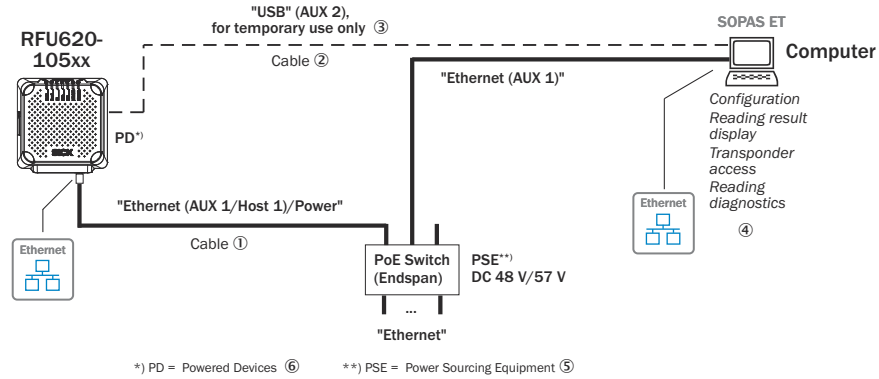 "USB" (AUX 2),
for temporary use only ③
SOPAS ET
RFU620-
105xx
Cable ②
Computer
"Ethernet (AUX 1)"
Configuration
Reading result
display
Transponder
access
Reading
diagnostics
④
PD*)
SICK
"Ethernet (AUX 1/Host 1)/Power"
Ethernet
Cable ①
Ethernet
PoE Switch
(Endspan)
PSE**)
DC 48 V/57 V
...
"Ethernet"
*) PD = Powered Devices ⑥
**) PSE = Power Sourcing Equipment ⑤